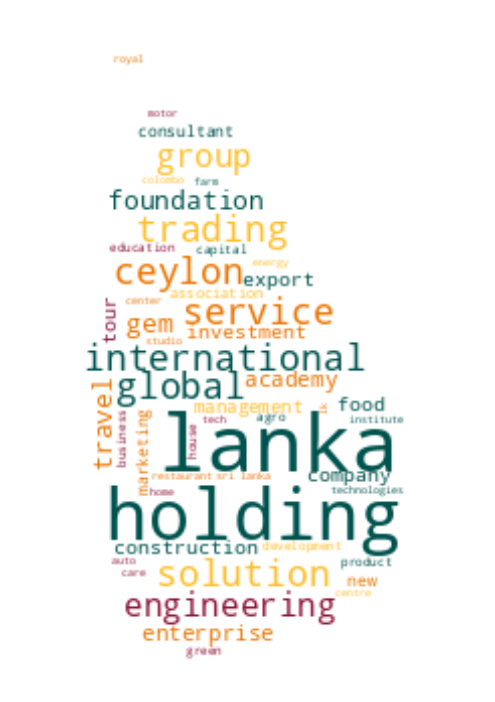 royal
motor
consultant
group
colombo farm
foundation
trading
education capital
ceylon energy
export
association
center
tour
service
gem
investment
studio
international
global academy
travel
management food
lk
business marketing tech agro institute
house
lanka
restaurant sri lanka company
home technologies
holding
construction development
auto product
care solution new
centre
engineering
enterprise
green